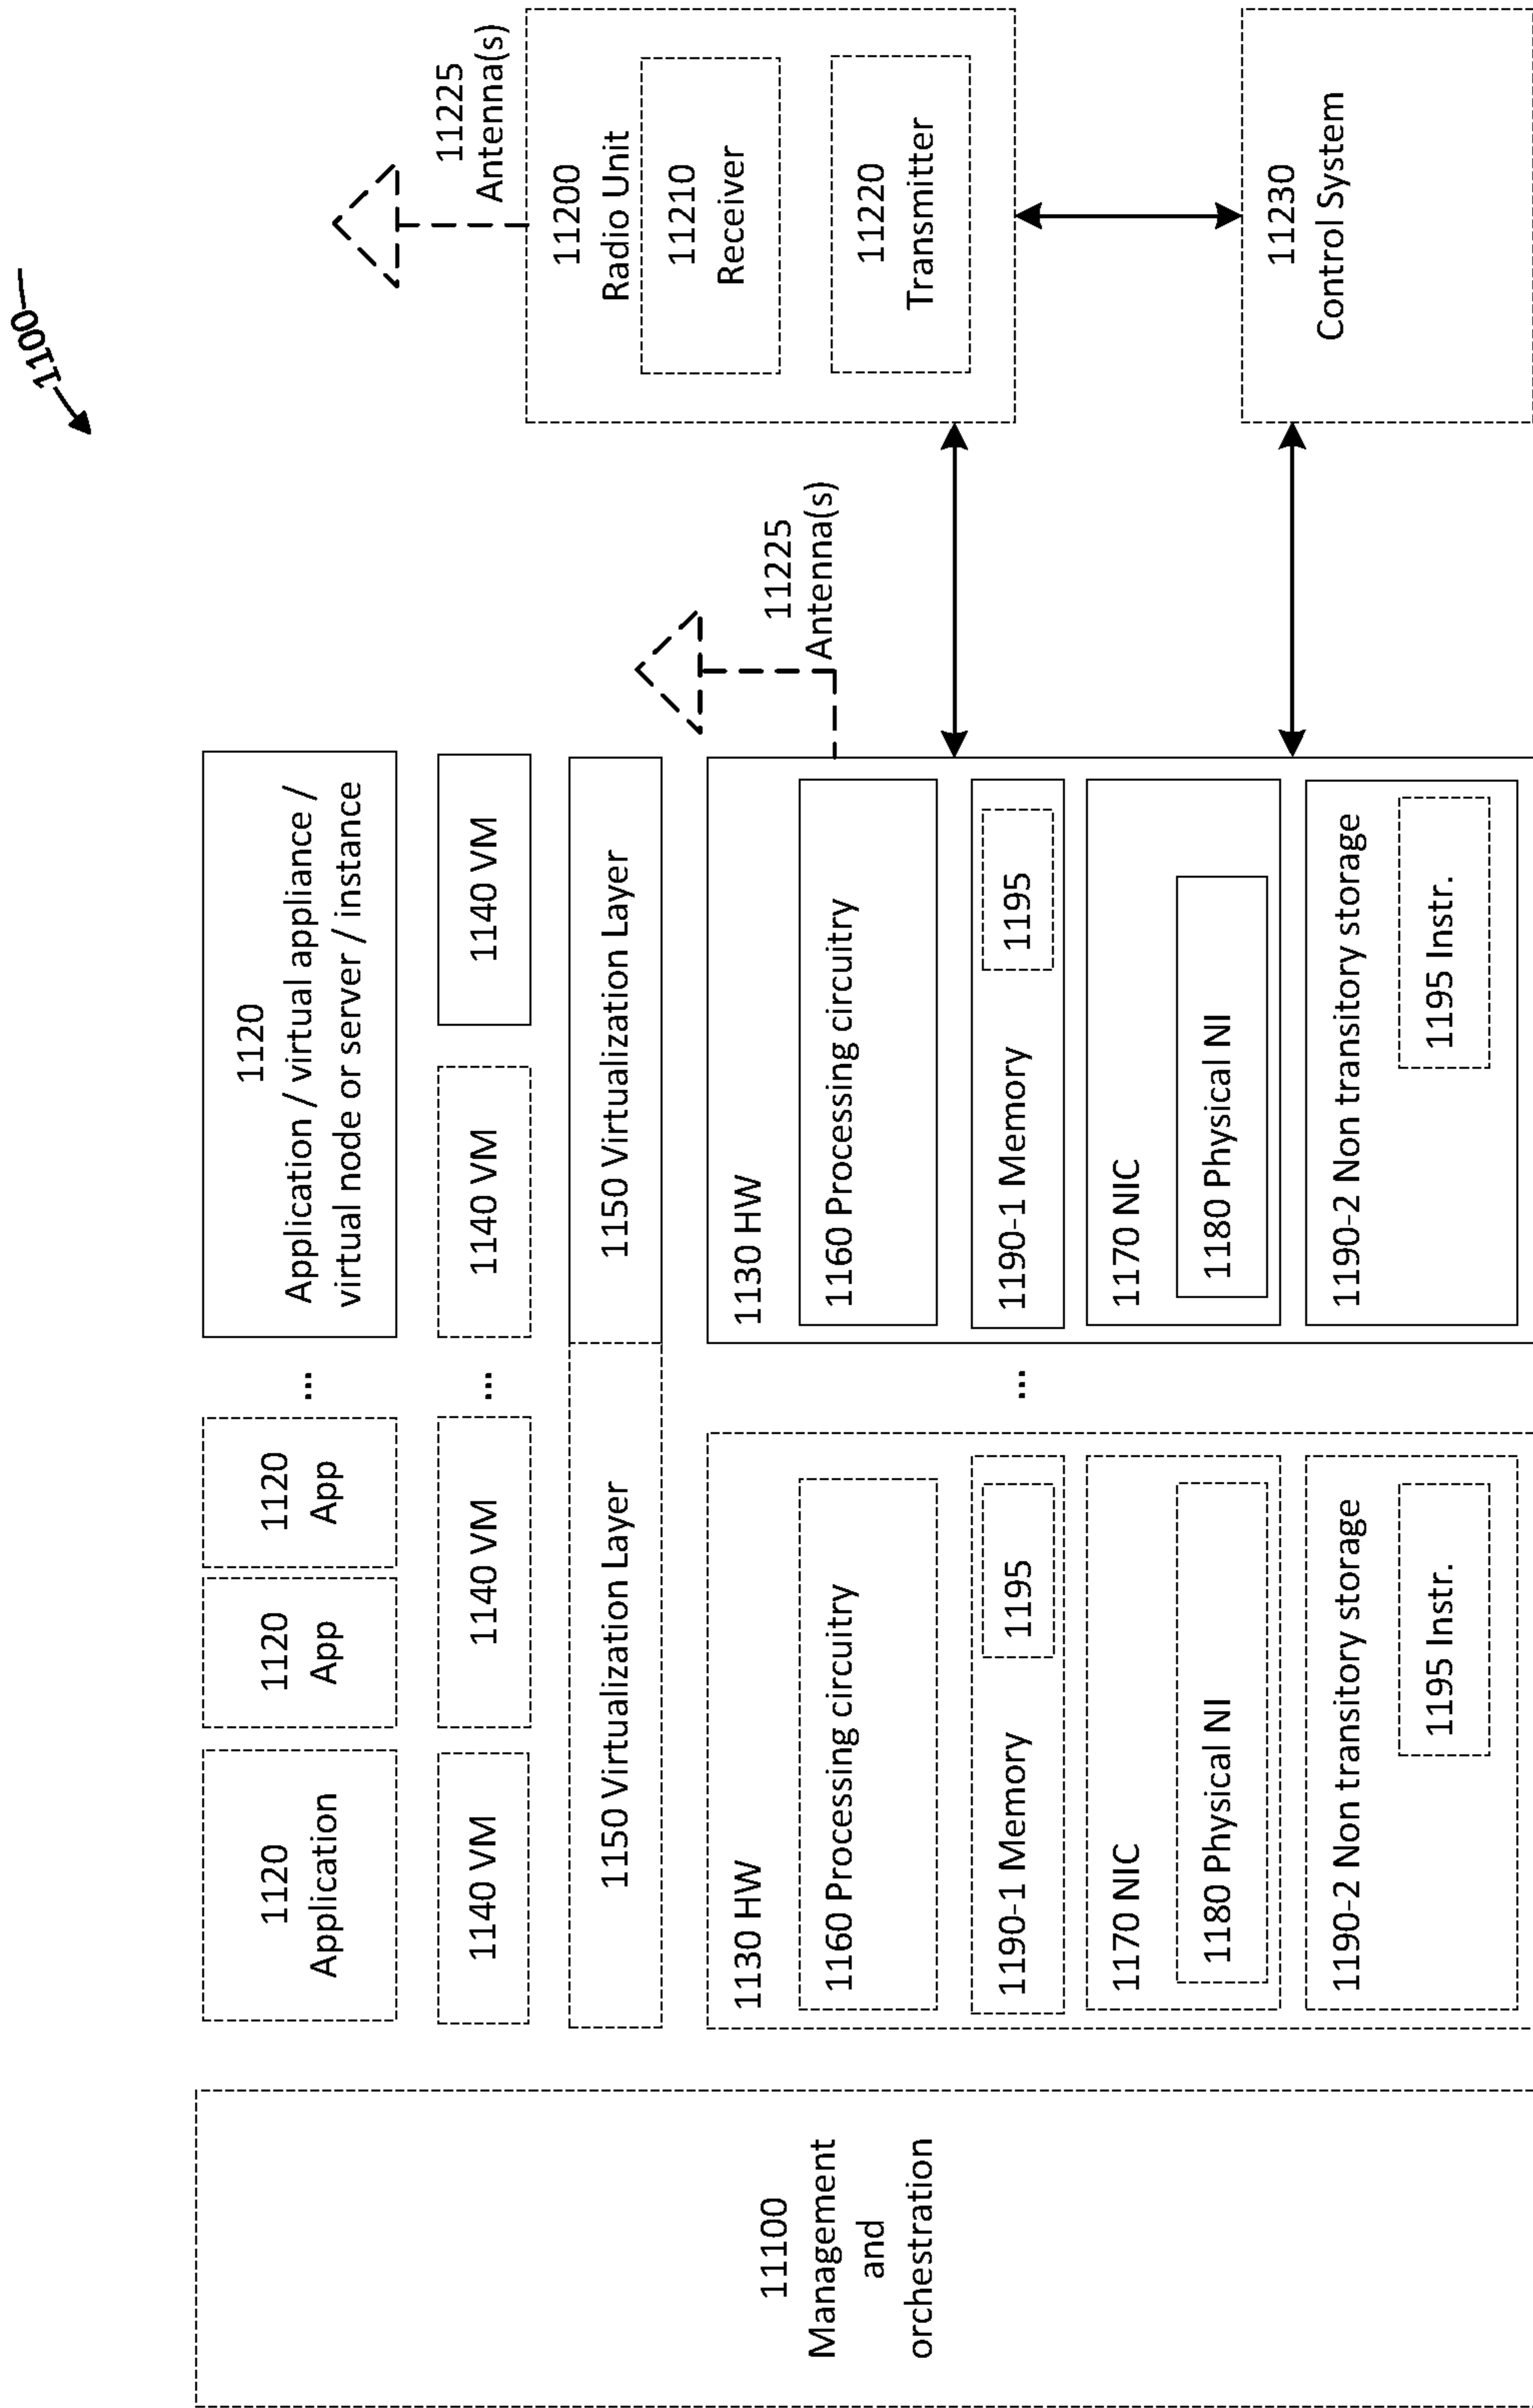 1100
11100
Management
and
orchestration
1120
Application
1120
App
1120
App
...
1120
Application / virtual appliance /
virtual node or server / instance
1140 VM
1140 VM
...
1140 VM
1140 VM
1150 Virtualization Layer
1150 Virtualization Layer
1130 HW
1160 Processing circuitry
1190-1 Memory
1195
1170 NIC
1180 Physical NI
1190-2 Non transitory storage
1195 Instr.
...
1130 HW
1160 Processing circuitry
1190-1 Memory
1195
1170 NIC
1180 Physical NI
1190-2 Non transitory storage
1195 Instr.
11225
Antenna(s)
11225
Antenna(s)
11200
Radio Unit
11210
Receiver
11220
Transmitter
11230
Control System